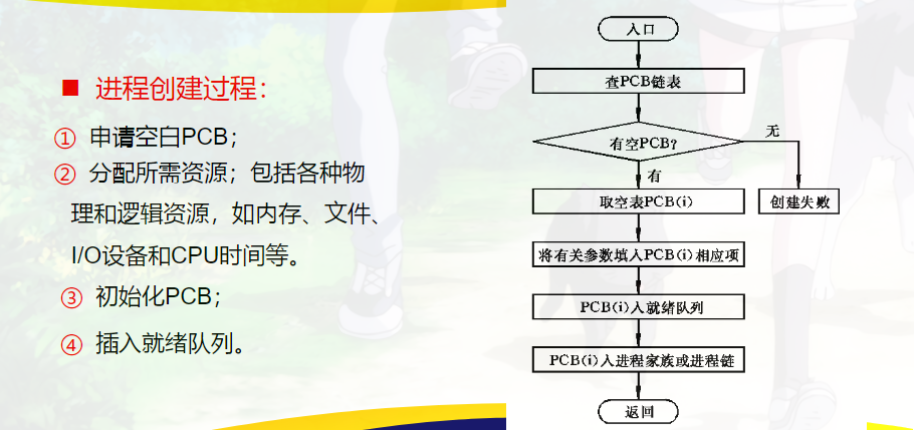 ■ 进程创建过程：
① 申请空白PCB；
② 分配所需资源；包括各种物
理和逻辑资源，如内存、文件、
I/O设备和CPU时间等。
③ 初始化PCB；
④ 插入就绪队列。
入口
查PCB链表
有空PCB?
无
有
取空表PCB(i)
创建失败
将有关参数填入PCB(i)相应项
PCB(i)入就绪队列
PCB(i)入进程家族或进程链
返回